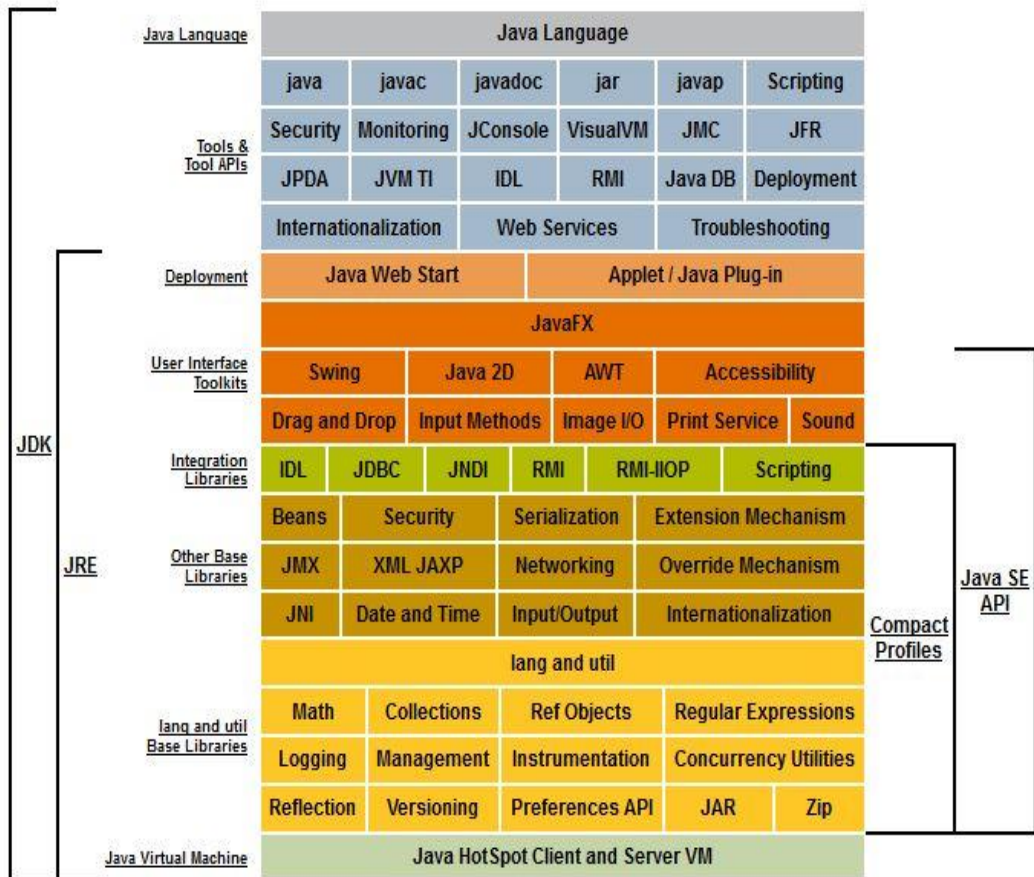 Java Language
Java Language
java javac javadoc jar javap Scripting
Security Monitoring JConsole VisualVM JMC JFR
Tools &
Tool APIs
JPDA JVM TI IDL RMI Java DB Deployment
Internationalization Web Services Troubleshooting
Deployment
Java Web Start Applet / Java Plug-in
JavaFX
User Interface
Toolkits
Swing Java 2D AWT Accessibility
Drag and Drop Input Methods Image I/O Print Service Sound
JDK
Integration
Libraries
IDL JDBC JNDI RMI RMI-IIOP Scripting
Beans Security Serialization Extension Mechanism
JRE
Other Base
Libraries
JMX XML JAXP Networking Override Mechanism
Java SE
API
JNI Date and Time Input/Output Internationalization
Compact
Profiles
lang and util
Math Collections Ref Objects Regular Expressions
lang and util
Base Libraries
Logging Management Instrumentation Concurrency Utilities
Reflection Versioning Preferences API JAR Zip
Java Virtual Machine
Java HotSpot Client and Server VM